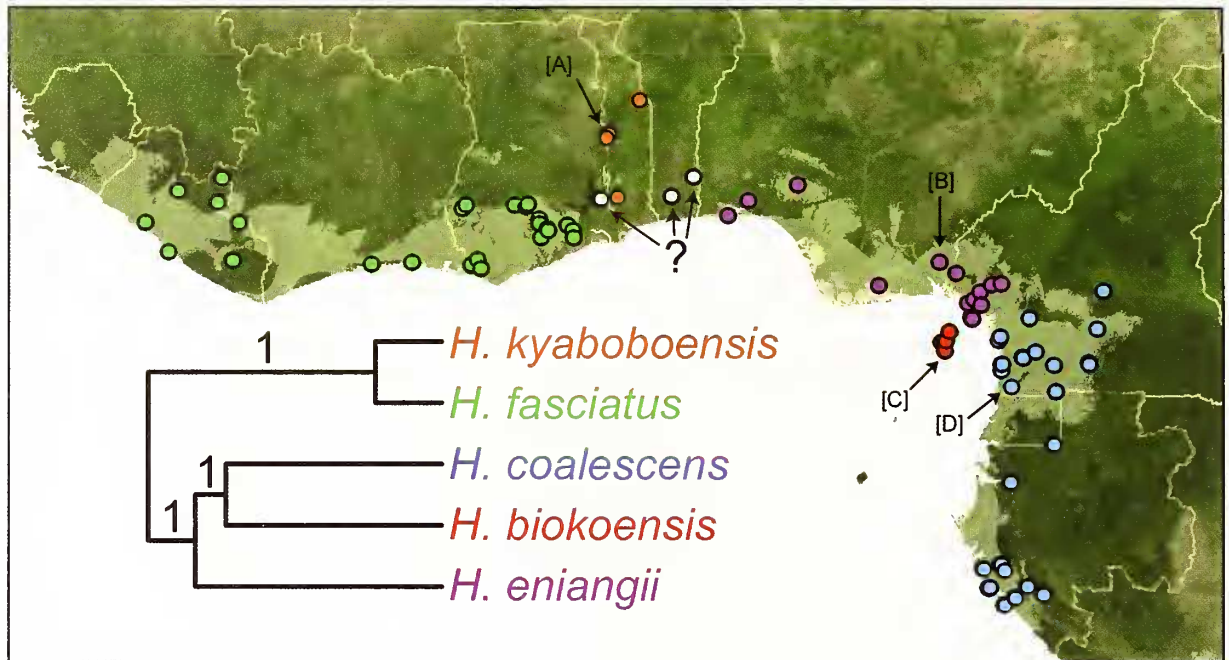 [A]
[B]
?
1
H. kyaboboensis
H. fasciatus
[C]
[D]
1
H. coalescens
1
H. biokoensis
H. eniangii